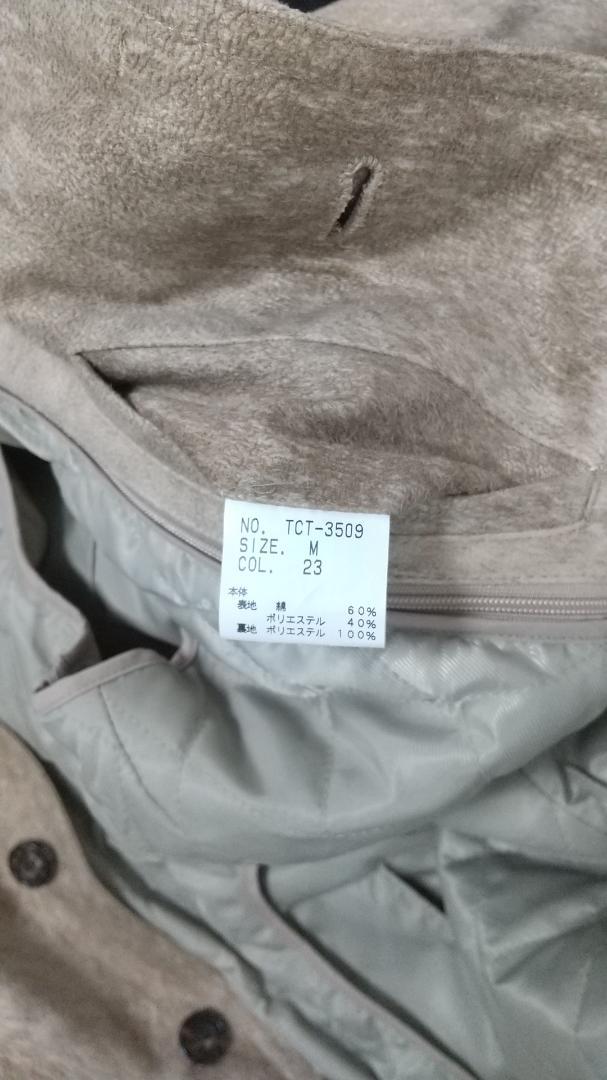 NO. TCT-3509
SIZE. M
COL. 23
本体
表地 綿 60%
ポリエステル 40%
裏地 ポリエステル 100%